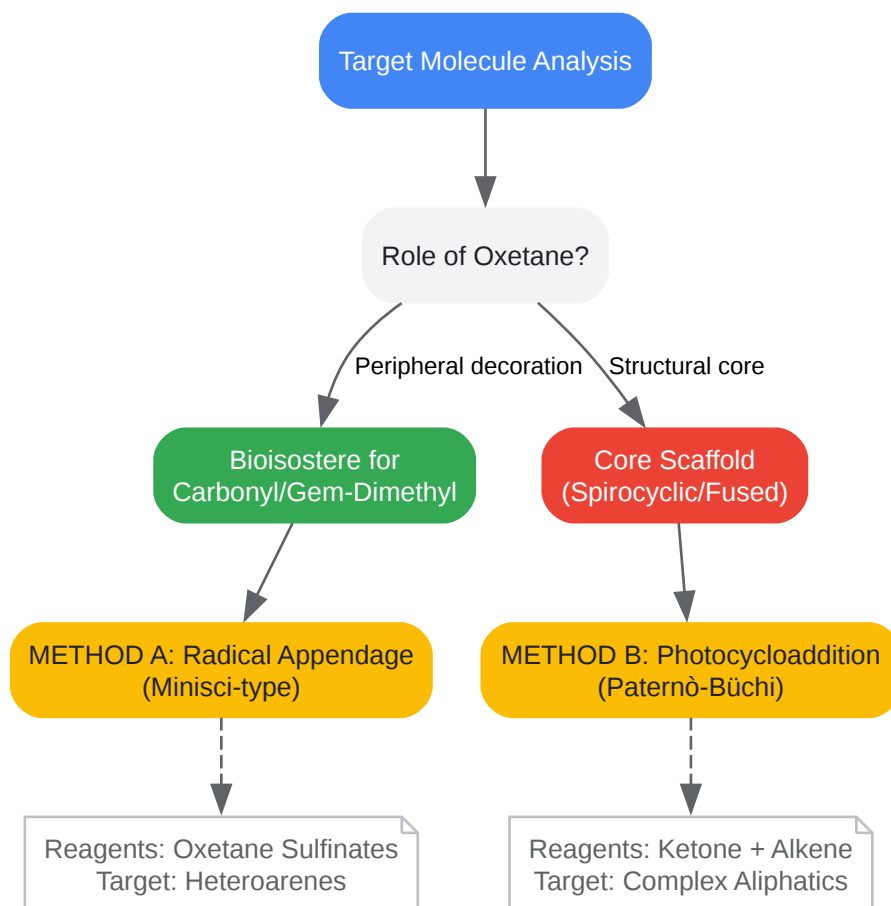 Target Molecule Analysis
Role of Oxetane?
Peripheral decoration
Structural core
Bioisostere for
Carbonyl/Gem-Dimethyl
Core Scaffold
(Spirocyclic/Fused)
METHOD A: Radical Appendage
(Minisci-type)
METHOD B: Photocycloaddition
(Paternò-Büchi)
Reagents: Oxetane Sulfinates
Target: Heteroarenes
Reagents: Ketone + Alkene
Target: Complex Aliphatics